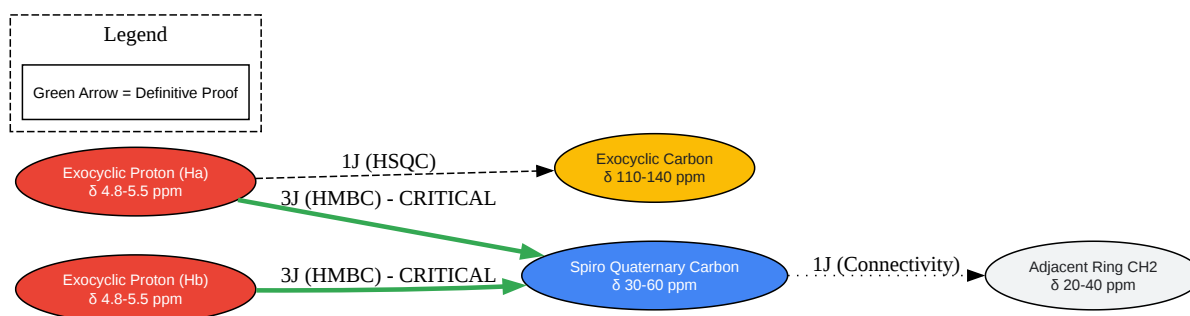 Legend
Green Arrow = Definitive Proof
Exocyclic Proton (Ha)
δ 4.8-5.5 ppm
1J (HSQC)
Exocyclic Carbon
δ 110-140 ppm
3J (HMBC) - CRITICAL
Exocyclic Proton (Hb)
δ 4.8-5.5 ppm
3J (HMBC) - CRITICAL
Spiro Quaternary Carbon
δ 30-60 ppm
1J (Connectivity)
Adjacent Ring CH2
δ 20-40 ppm